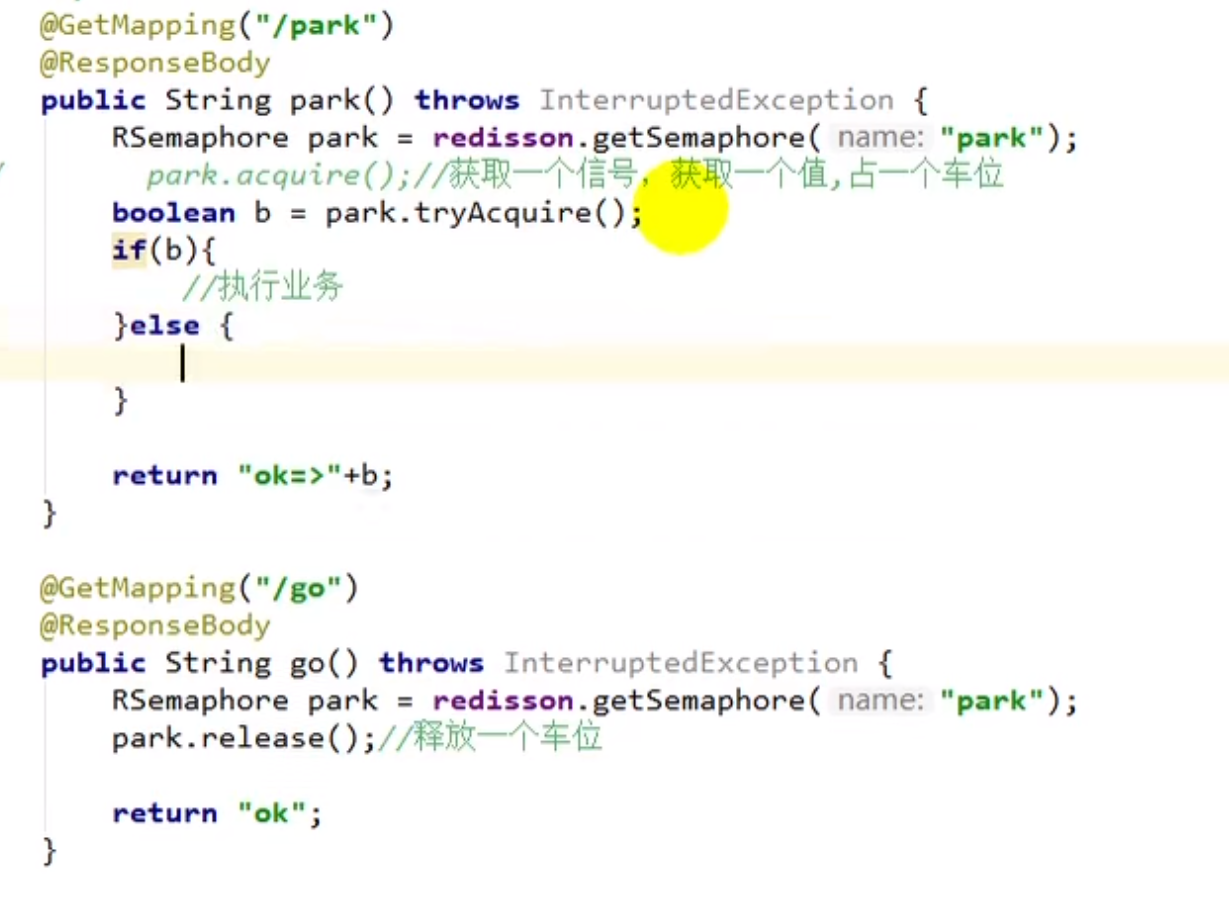 @GetMapping("/park")
@ResponseBody
public String park() throws InterruptedException {
RSemaphore park = redisson.getSemaphore( name: "park");
park.acquire();//获取一个信号，获取一个值,占一个车位
boolean b = park.tryAcquire();
if(b){
//执行业务
}else {
}
return "ok=>"+b;
}
@GetMapping("/go")
@ResponseBody
public String go() throws InterruptedException {
RSemaphore park = redisson.getSemaphore( name: "park");
park.release();//释放一个车位
return "ok";
}